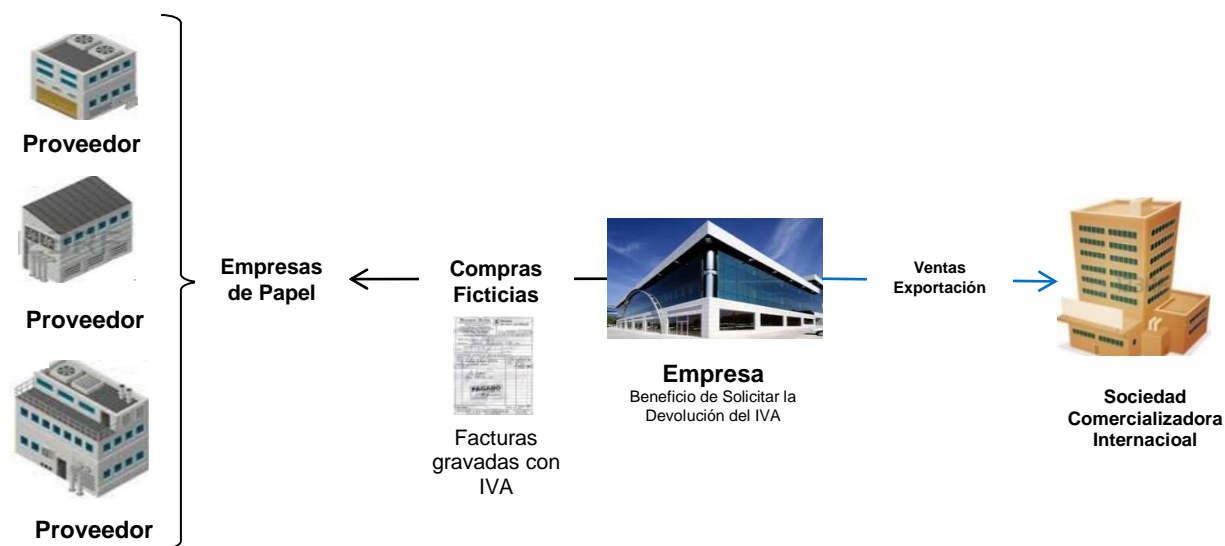 Proveedor
Proveedor
Proveedor
Empresas
de Papel
Compras
Ficticias
PAGADO
Facturas
gravadas con
IVA
Empresa
Beneficio de Solicitar la
Devolución del IVA
Ventas
Exportación
Sociedad
Comercializadora
Internacioal